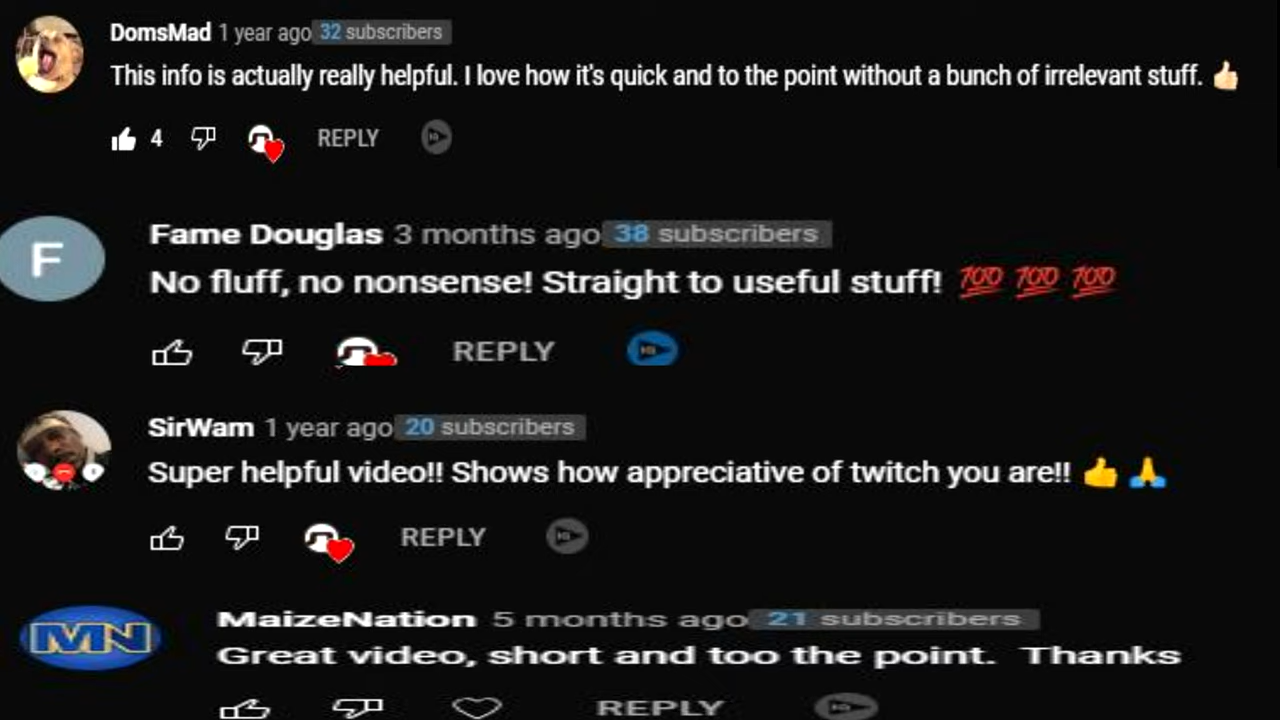 DomsMad 1 year ago 32 subscribers
This info is actually really helpful. I love how it's quick and to the point without a bunch of irrelevant stuff. 👍🏻
4 REPLY
F
Fame Douglas 3 months ago 38 subscribers
No fluff, no nonsense! Straight to useful stuff! 💯 💯 💯
REPLY
SirWam 1 year ago 20 subscribers
Super helpful video!! Shows how appreciative of twitch you are!! 👍 🙏
REPLY
MN
MaizeNation 5 months ago 21 subscribers
Great video, short and too the point. Thanks
REPLY